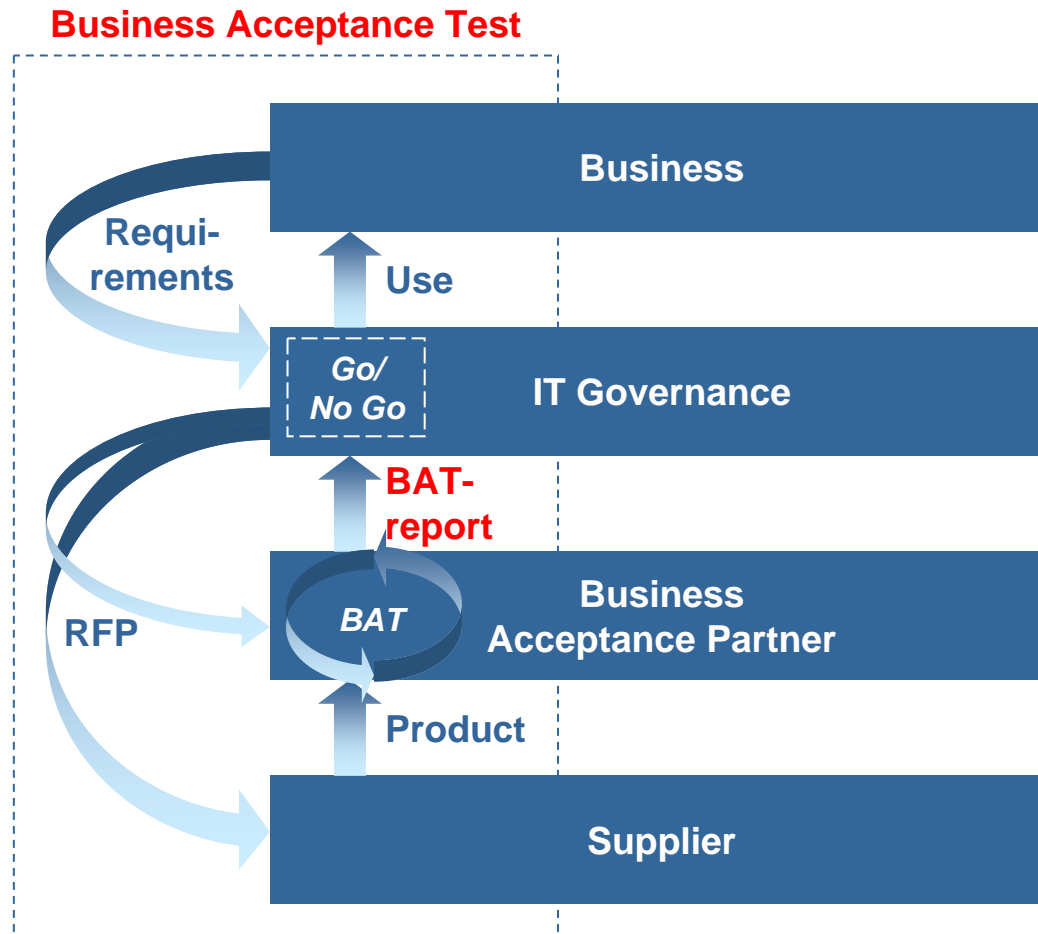 Business Acceptance Test
Business
Requi-
rements
Use
Go/
No Go
IT Governance
BAT-
report
BAT
Business
Acceptance Partner
RFP
Product
Supplier